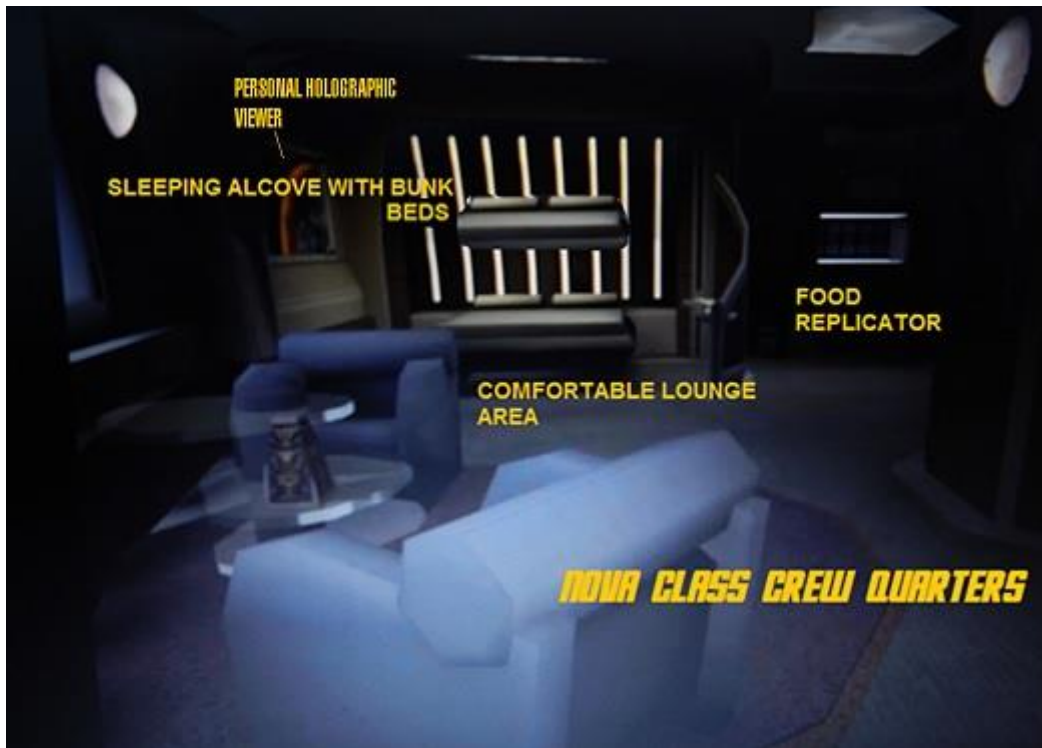 PERSONAL HOLOGRAPHIC
VIEWER
SLEEPING ALCOVE WITH BUNK
BEDS
FOOD
REPLICATOR
COMFORTABLE LOUNGE
AREA
NOVA CLASS CREW QUARTERS